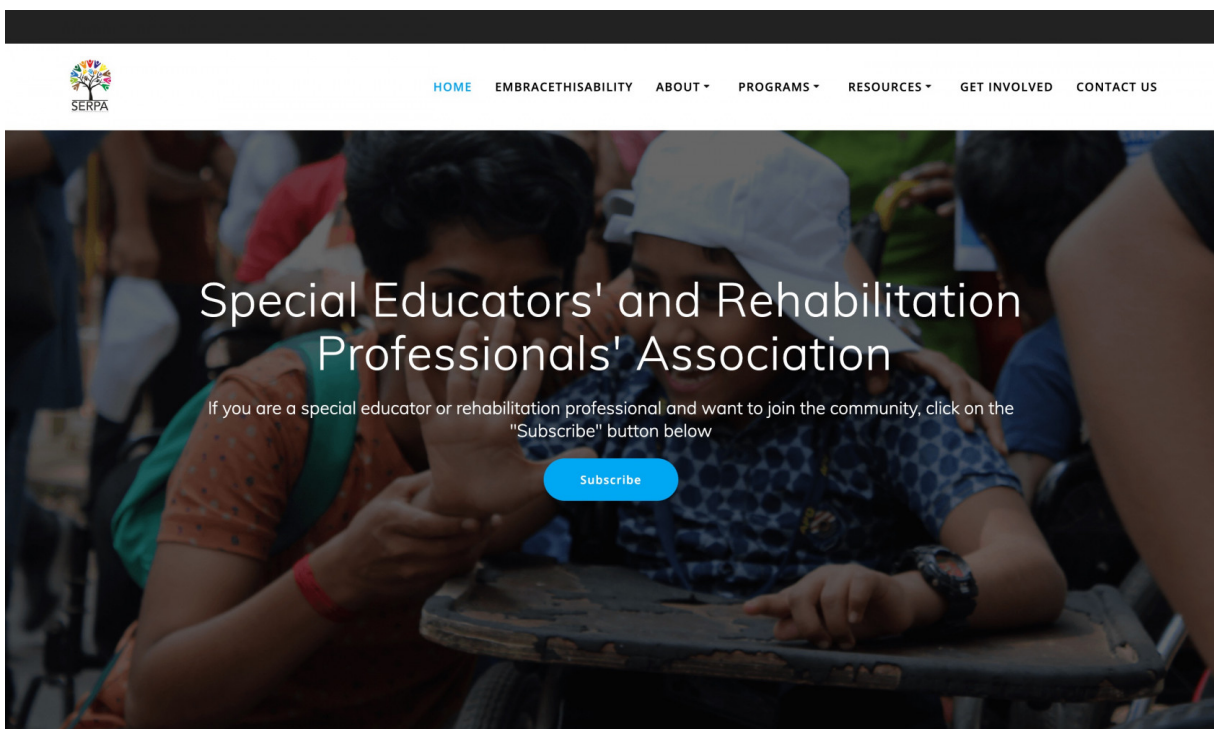 SERPA
HOME EMBRACETHISABILITY ABOUT PROGRAMS RESOURCES GET INVOLVED CONTACT US
Special Educators' and Rehabilitation
Professionals' Association
If you are a special educator or rehabilitation professional and want to join the community, click on the
"Subscribe" button below
Subscribe